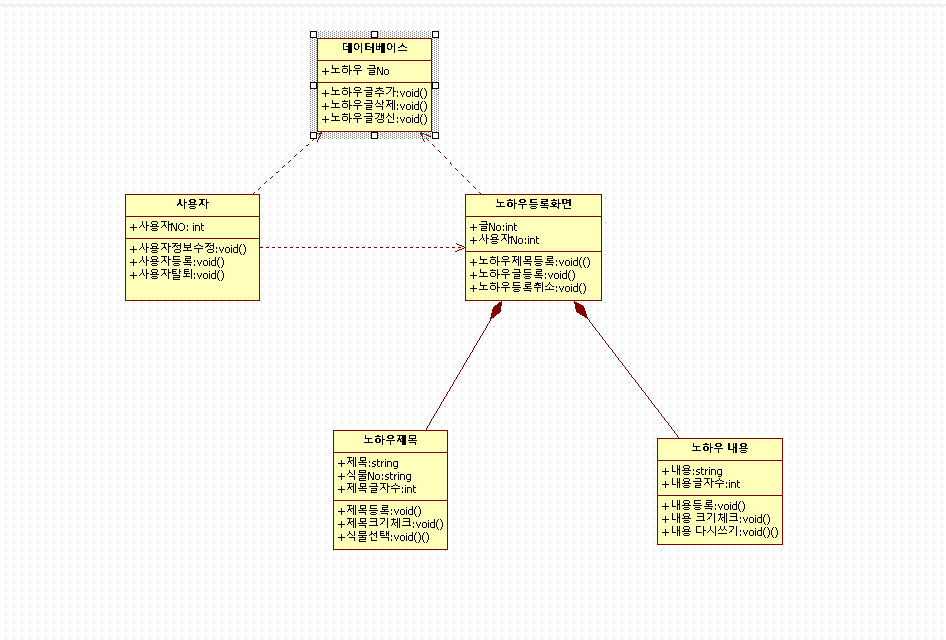 데이터베이스
+노하우 글No
+노하우글추가:void()
+노하우글삭제:void()
+노하우글갱신:void()
사용자
+사용자NO: int
+사용자정보수정:void()
+사용자등록:void()
+사용자탈퇴:void()
노하우등록화면
+글No:int
+사용자No:int
+노하우제목등록:void(()
+노하우글등록:void()
+노하우등록취소:void()
노하우제목
+제목:string
+식물No:string
+제목글자수:int
+제목등록:void()
+제목크기체크:void()
+식물선택:void()()
노하우 내용
+내용:string
+내용글자수:int
+내용등록:void()
+내용 크기체크:void()
+내용 다시쓰기:void()()